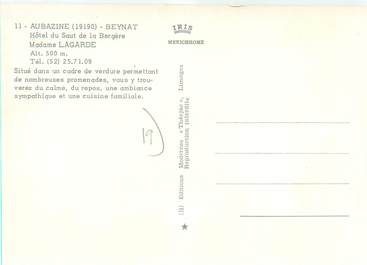 11 - AUBAZINE (19190) - BEYNAT
Hôtel du Saut de la Bergère
Madame LAGARDE
Alt. 500 m.
Tél. (52) 25.71.09
Situé dans un cadre de verdure permettant
de nombreuses promenades, vous y trou-
verez du calme, du repos, une ambiance
sympathique et une cuisine familiale.
19
IRIS
MEXICHROME
Editions Modernes « Théojac », Limoges
Reproduction interdite